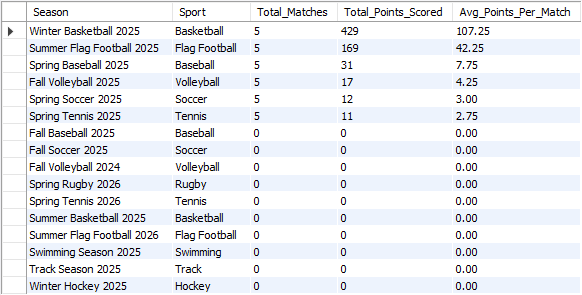 Season Sport Total_Matches Total_Points_Scored Avg_Points_Per_Match
Winter Basketball 2025 Basketball 5 429 107.25
Summer Flag Football 2025 Flag Football 5 169 42.25
Spring Baseball 2025 Baseball 5 31 7.75
Fall Volleyball 2025 Volleyball 5 17 4.25
Spring Soccer 2025 Soccer 5 12 3.00
Spring Tennis 2025 Tennis 5 11 2.75
Fall Baseball 2025 Baseball 0 0 0.00
Fall Soccer 2025 Soccer 0 0 0.00
Fall Volleyball 2024 Volleyball 0 0 0.00
Spring Rugby 2026 Rugby 0 0 0.00
Spring Tennis 2026 Tennis 0 0 0.00
Summer Basketball 2025 Basketball 0 0 0.00
Summer Flag Football 2026 Flag Football 0 0 0.00
Swimming Season 2025 Swimming 0 0 0.00
Track Season 2025 Track 0 0 0.00
Winter Hockey 2025 Hockey 0 0 0.00